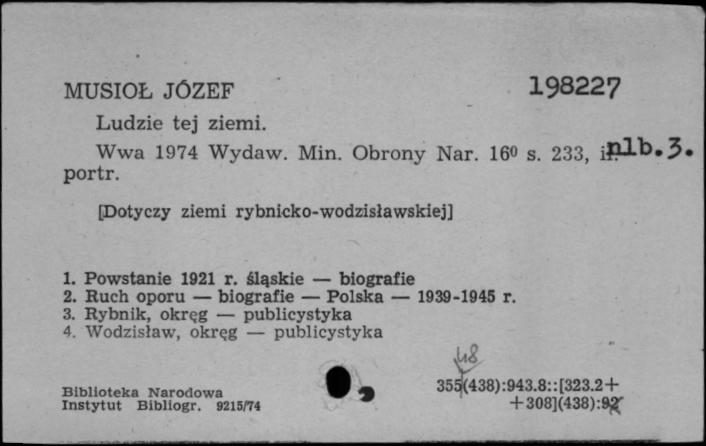 MUSIOŁ JÓZEF 198227
Ludzie tej ziemi.
Wwa 1974 Wydaw. Min. Obrony Nar. 16⁰ s. 233, nlb.3.
portr.
[Dotyczy ziemi rybnicko-wodzisławskiej]
1. Powstanie 1921 r. śląskie — biografie
2. Ruch oporu — biografie — Polska — 1939-1945 r.
3. Rybnik, okręg — publicystyka
4. Wodzisław, okręg — publicystyka
48
355(438):943.8::[323.2+
Biblioteka Narodowa
+308](438):92
Instytut Bibliogr. 9215/74